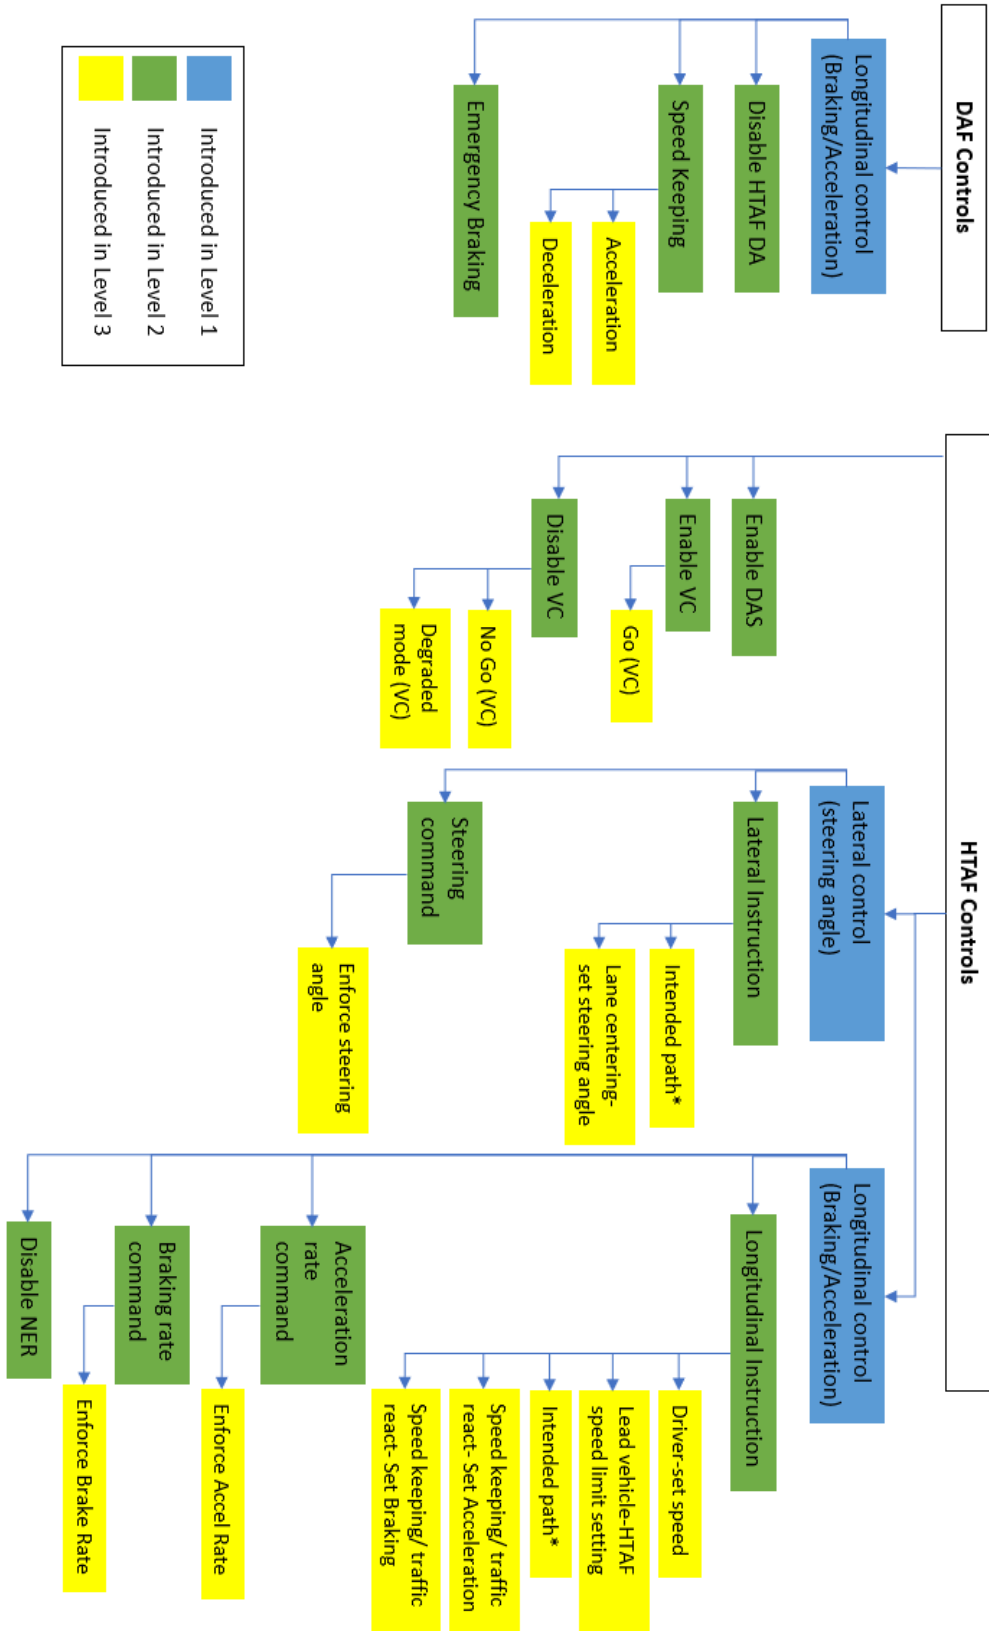 DAF Controls
Longitudinal control
(Braking/Acceleration)
Disable HTAF DA
Speed Keeping
Acceleration
Deceleration
Emergency Braking
Introduced in Level 1
Introduced in Level 2
Introduced in Level 3
HTAF Controls
Enable DAS
Enable VC
Go (VC)
Disable VC
No Go (VC)
Degraded
mode (VC)
Lateral control
(steering angle)
Lateral Instruction
Intended path*
Lane centering-
set steering angle
Steering
command
Enforce steering
angle
Longitudinal control
(Braking/Acceleration)
Longitudinal Instruction
Driver-set speed
Lead vehicle-HTAF
speed limit setting
Intended path*
Speed keeping/ traffic
react- Set Acceleration
Speed keeping/ traffic
react- Set Braking
Acceleration
rate
command
Enforce Accel Rate
Braking rate
command
Enforce Brake Rate
Disable NER